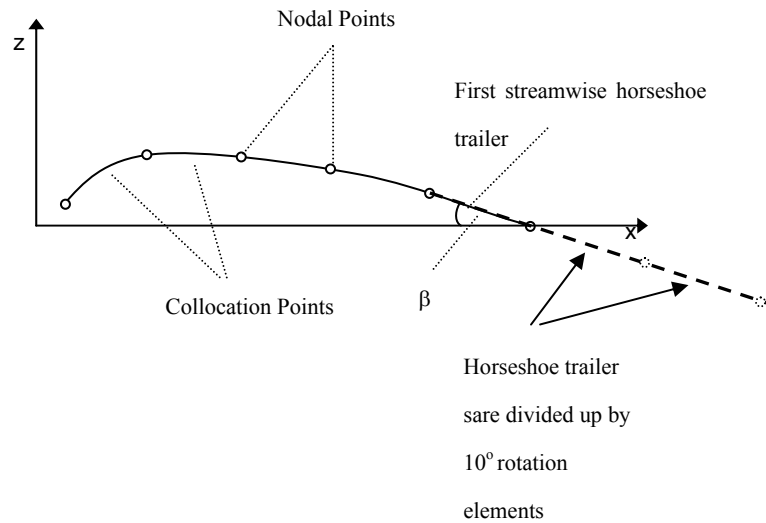 Nodal Points
z
First streamwise horseshoe
trailer
x
Collocation Points
β
Horseshoe trailer
sare divided up by
10° rotation
elements